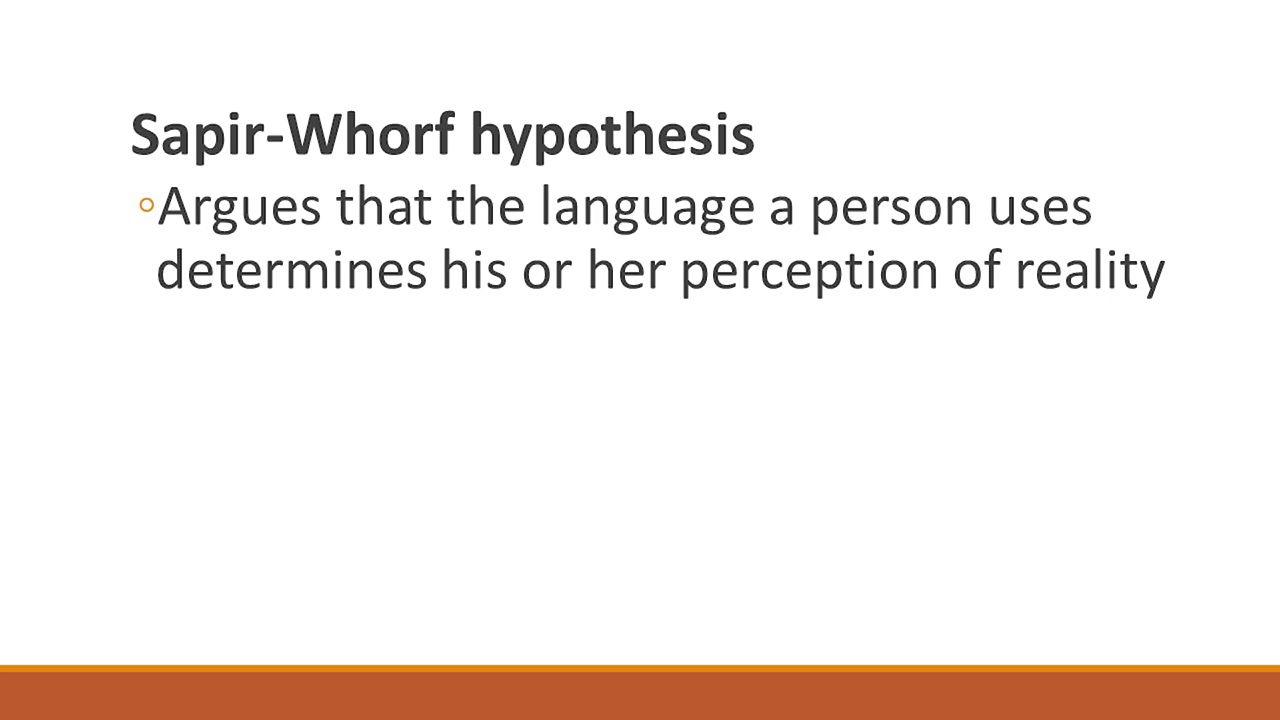 Sapir-Whorf hypothesis
◦Argues that the language a person uses
determines his or her perception of reality